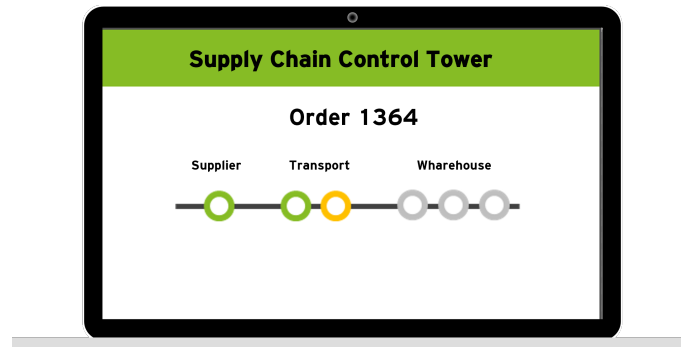 Supply Chain Control Tower
Order 1364
Supplier Transport Wharehouse